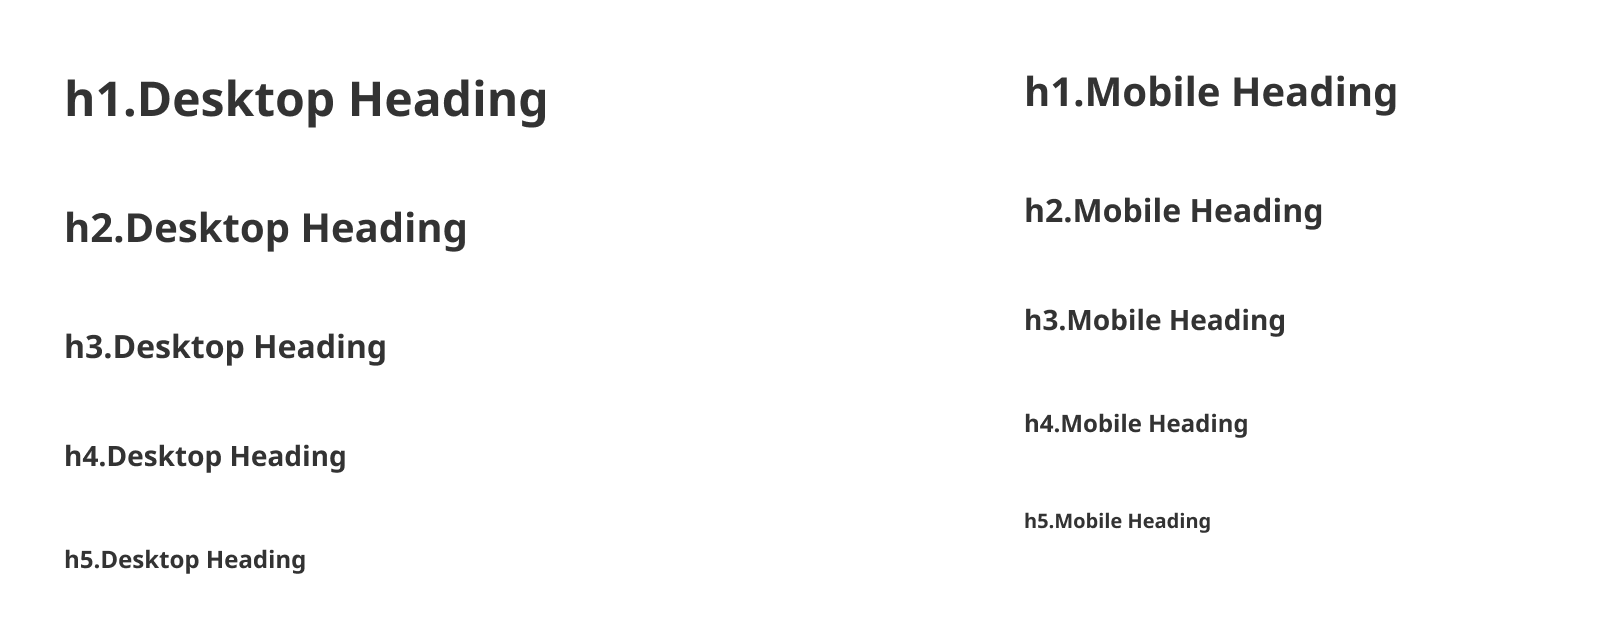 h1.Desktop Heading
h2.Desktop Heading
h3.Desktop Heading
h4.Desktop Heading
h5.Desktop Heading
h1.Mobile Heading
h2.Mobile Heading
h3.Mobile Heading
h4.Mobile Heading
h5.Mobile Heading